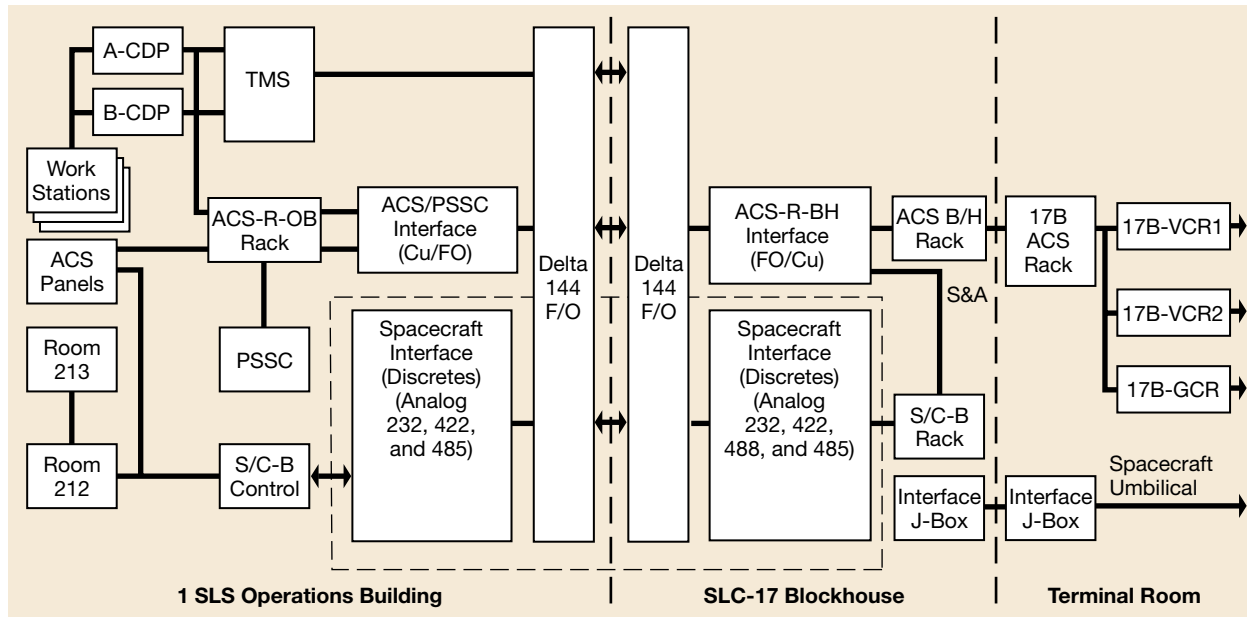 A-CDP
B-CDP
TMS
Work
Stations
ACS-R-OB
Rack
ACS/PSSC
Interface
(Cu/FO)
ACS
Panels
Room
213
PSSC
Room
212
S/C-B
Control
Spacecraft
Interface
(Discretes)
(Analog
232, 422,
and 485)
Delta
144
F/O
Delta
144
F/O
ACS-R-BH
Interface
(FO/Cu)
ACS B/H
Rack
S&A
Spacecraft
Interface
(Discretes)
(Analog
232, 422,
488, and 485)
S/C-B
Rack
Interface
J-Box
17B
ACS
Rack
17B-VCR1
17B-VCR2
17B-GCR
Interface
J-Box
Spacecraft
Umbilical
1 SLS Operations Building
SLC-17 Blockhouse
Terminal Room